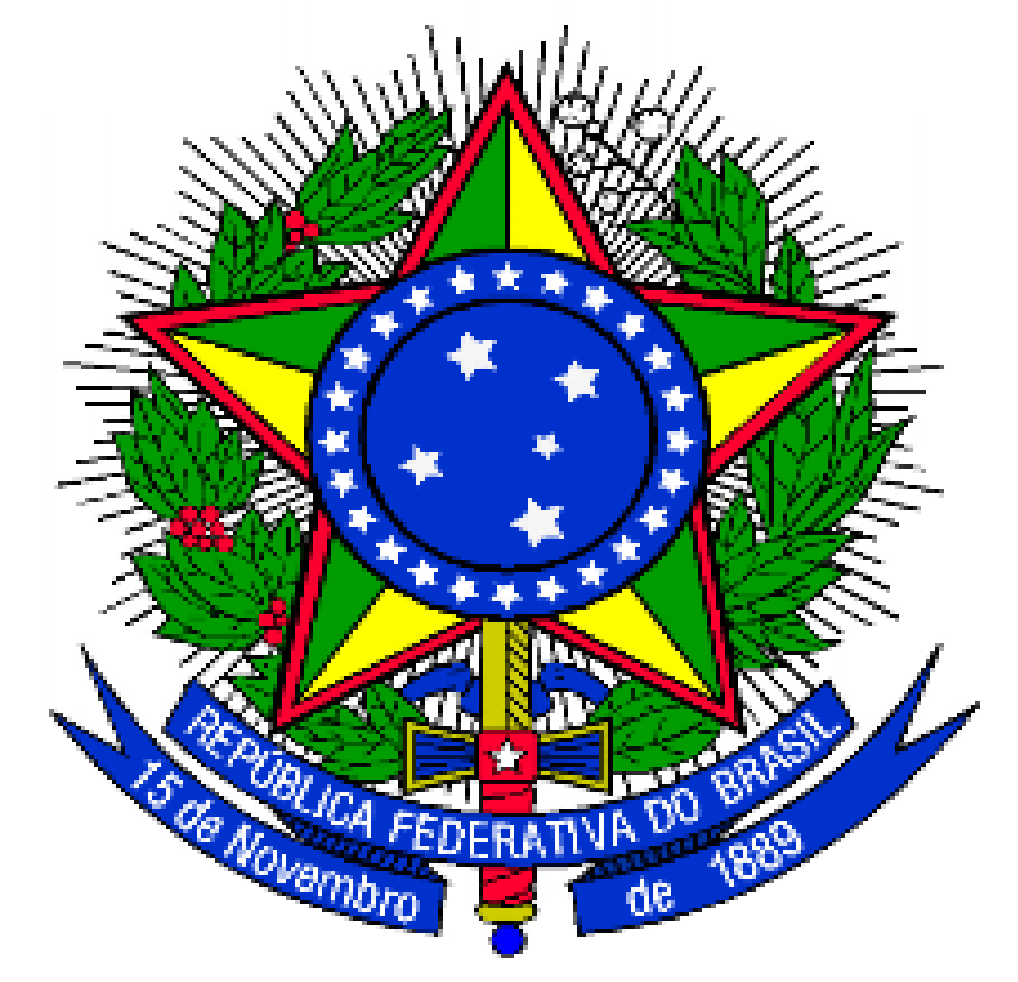 REPÚBLICA FEDERATIVA DO BRASIL
15 de Novembro de 1889